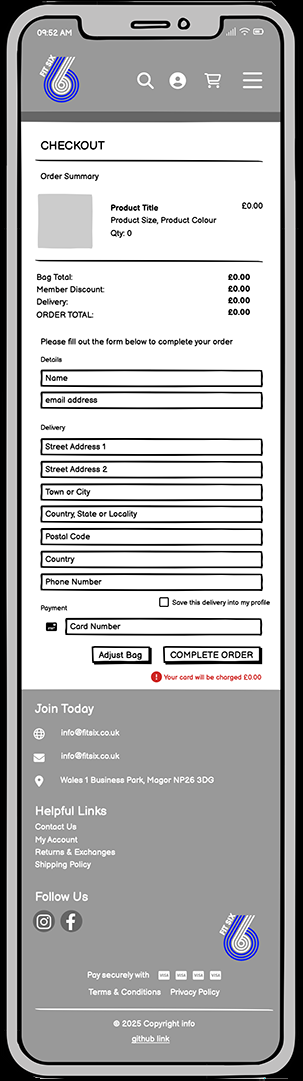 09:52 AM
FIT SIX
CHECKOUT
Order Summary
Product Title £0.00
Product Size, Product Colour
Qty: 0
Bag Total: £0.00
Member Discount: £0.00
Delivery: £0.00
ORDER TOTAL: £0.00
Please fill out the form below to complete your order
Details
Name
email address
Delivery
Street Address 1
Street Address 2
Town or City
Country, State or Locality
Postal Code
Country
Phone Number
Save this delivery into my profile
Payment
Card Number
Adjust Bag COMPLETE ORDER
! Your card will be charged £0.00
Join Today
info@fitsix.co.uk
info@fitsix.co.uk
Wales 1 Business Park, Magor NP26 3DG
Helpful Links
Contact Us
My Account
Returns & Exchanges
Shipping Policy
Follow Us
FIT SIX
Pay securely with VISA VISA VISA VISA
Terms & Conditions Privacy Policy
© 2025 Copyright info
github link